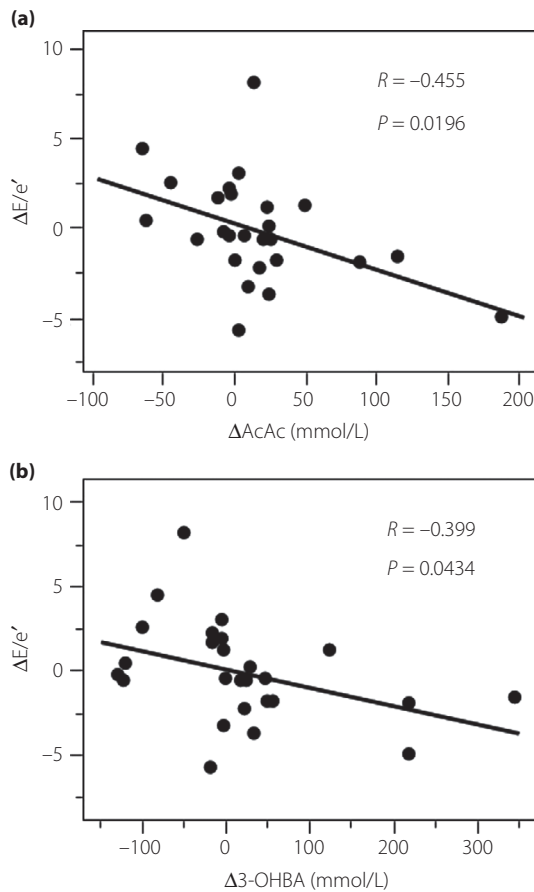 (a)
10
5
0
−5
ΔE/e′
R = –0.455
P = 0.0196
−100 −50 0 50 100 150 200
ΔAcAc (mmol/L)
(b)
10
5
0
−5
ΔE/e′
R = –0.399
P = 0.0434
−100 0 100 200 300
Δ3-OHBA (mmol/L)